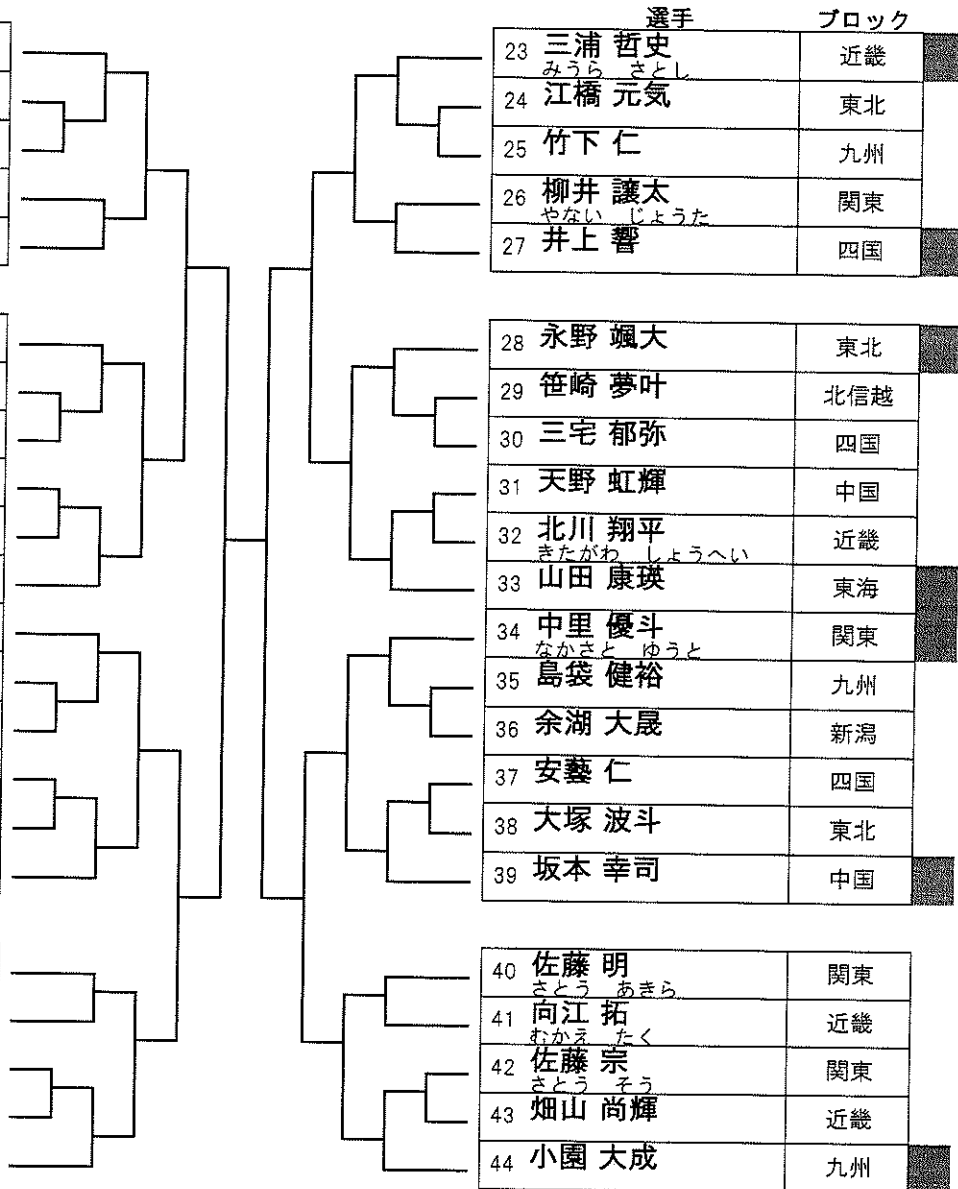 選手 ブロック
23 三浦 哲史 近畿
みうら さとし
24 江橋 元気 東北
25 竹下 仁 九州
26 柳井 譲太 関東
やない じょうた
27 井上 響 四国
28 永野 颯大 東北
29 笹崎 夢叶 北信越
30 三宅 郁弥 四国
31 天野 虹輝 中国
32 北川 翔平 近畿
きたがわ しょうへい
33 山田 康瑛 東海
34 中里 優斗 関東
なかさと ゆうと
35 島袋 健裕 九州
36 余湖 大晟 新潟
37 安藝 仁 四国
38 大塚 波斗 東北
39 坂本 幸司 中国
40 佐藤 明 関東
さとう あきら
41 向江 拓 近畿
むかえ たく
42 佐藤 宗 関東
さとう そう
43 畑山 尚輝 近畿
44 小園 大成 九州